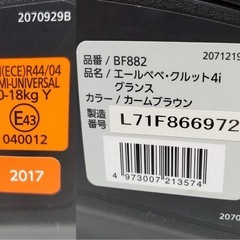 2070929B
(ECE)R44/04
MI-UNIVERSAL
0-18kg Y
E43
040012
2017
品番 / BF882
2071219
品名 / エールベベ・クルット4i
グランス
カラー / カームブラウン
製造
番号
L71F866972
4 973007 213574
2070